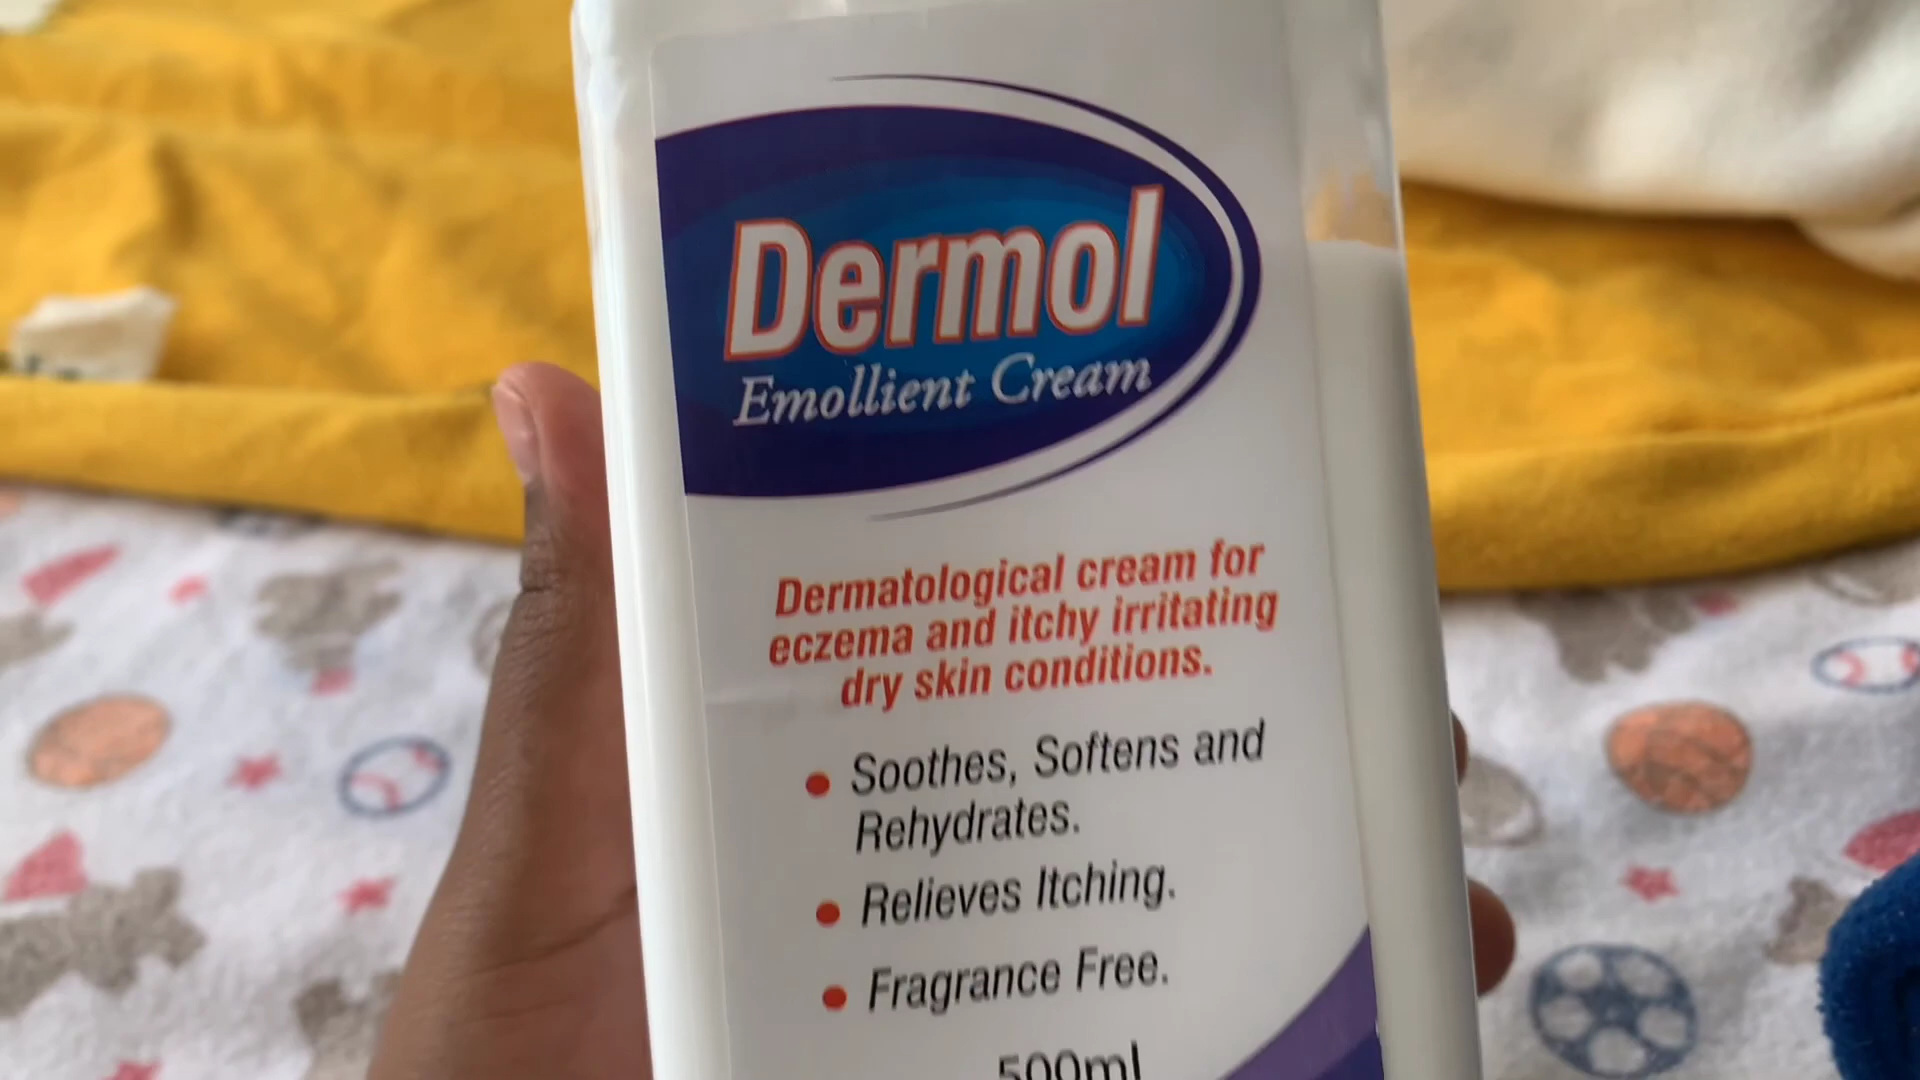 Dermol
Emollient Cream
Dermatological cream for
eczema and itchy irritating
dry skin conditions.
Soothes, Softens and
Rehydrates.
Relieves Itching.
Fragrance Free.
500ml